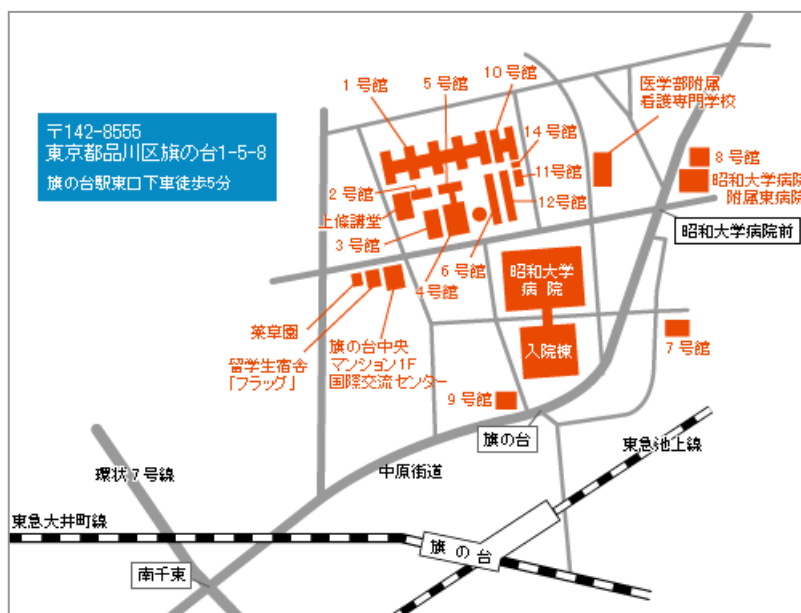 〒142-8555
東京都品川区旗の台1-5-8
旗の台駅東口下車徒歩5分
1号館
5号館
10号館
医学部附属
看護専門学校
14号館
11号館
8号館
2号館
12号館
昭和大学病院
附属東病院
上條講堂
3号館
昭和大学病院前
6号館
4号館
昭和大学
病院
薬草園
留学生宿舎
「フラッグ」
旗の台中央
マンション1F
国際交流センター
入院棟
7号館
9号館
旗の台
東急池上線
中原街道
環状7号線
東急大井町線
旗の台
南千束